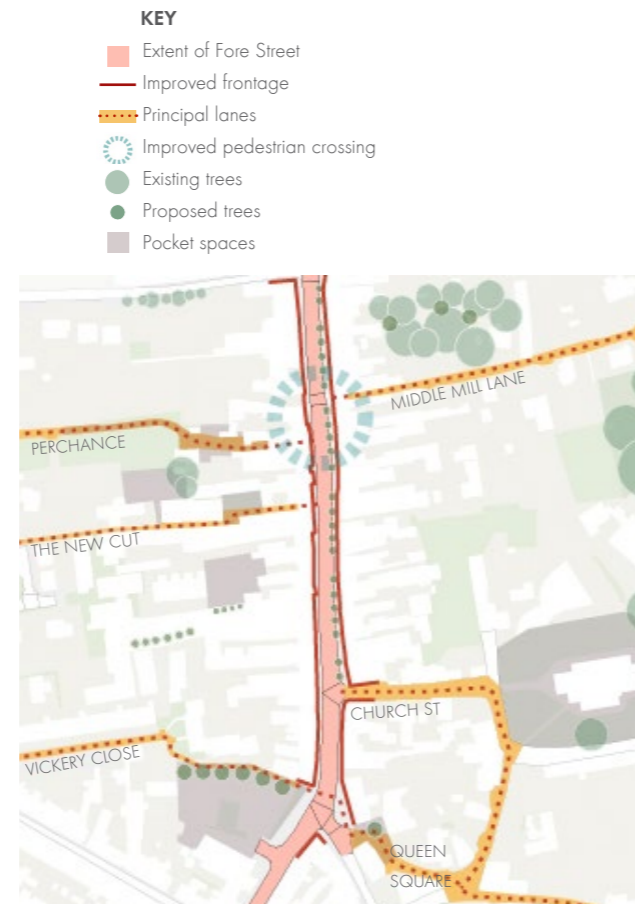 KEY
Extent of Fore Street
Improved frontage
Principal lanes
Improved pedestrian crossing
Existing trees
Proposed trees
Pocket spaces
MIDDLE MILL LANE
PERCHANCE
THE NEW CUT
CHURCH ST
VICKERY CLOSE
QUEEN
SQUARE